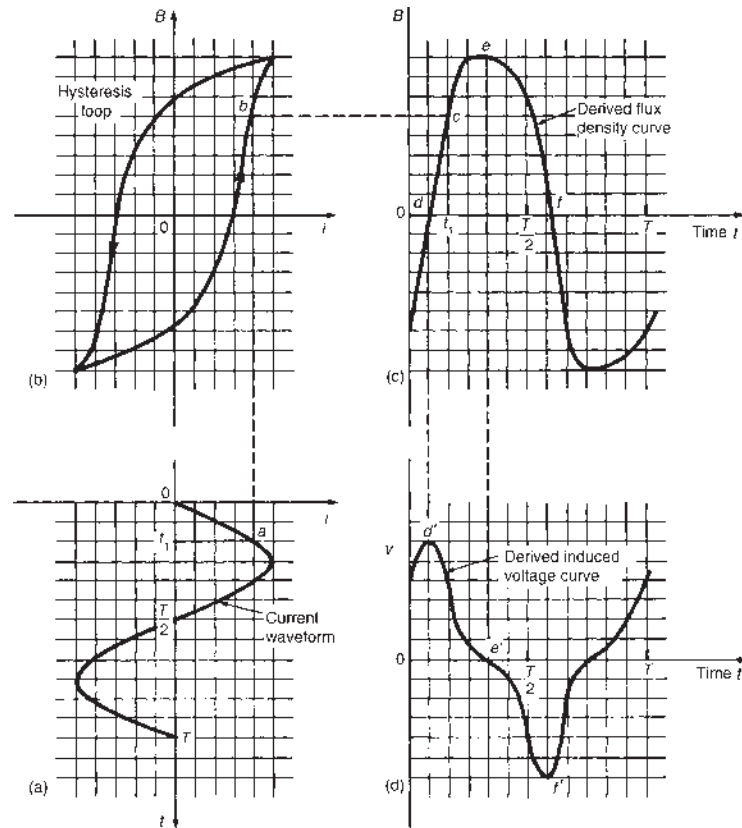 B
Hysteresis
loop
b
0
i
(b)
B
e
c
Derived flux
density curve
d
f
0
t₁
T/2
T
Time t
(c)
0
i
t₁
a
T/2
Current
waveform
T
(a)
t
d'
V
Derived induced
voltage curve
e'
0
T/2
T
Time t
(d)
f'